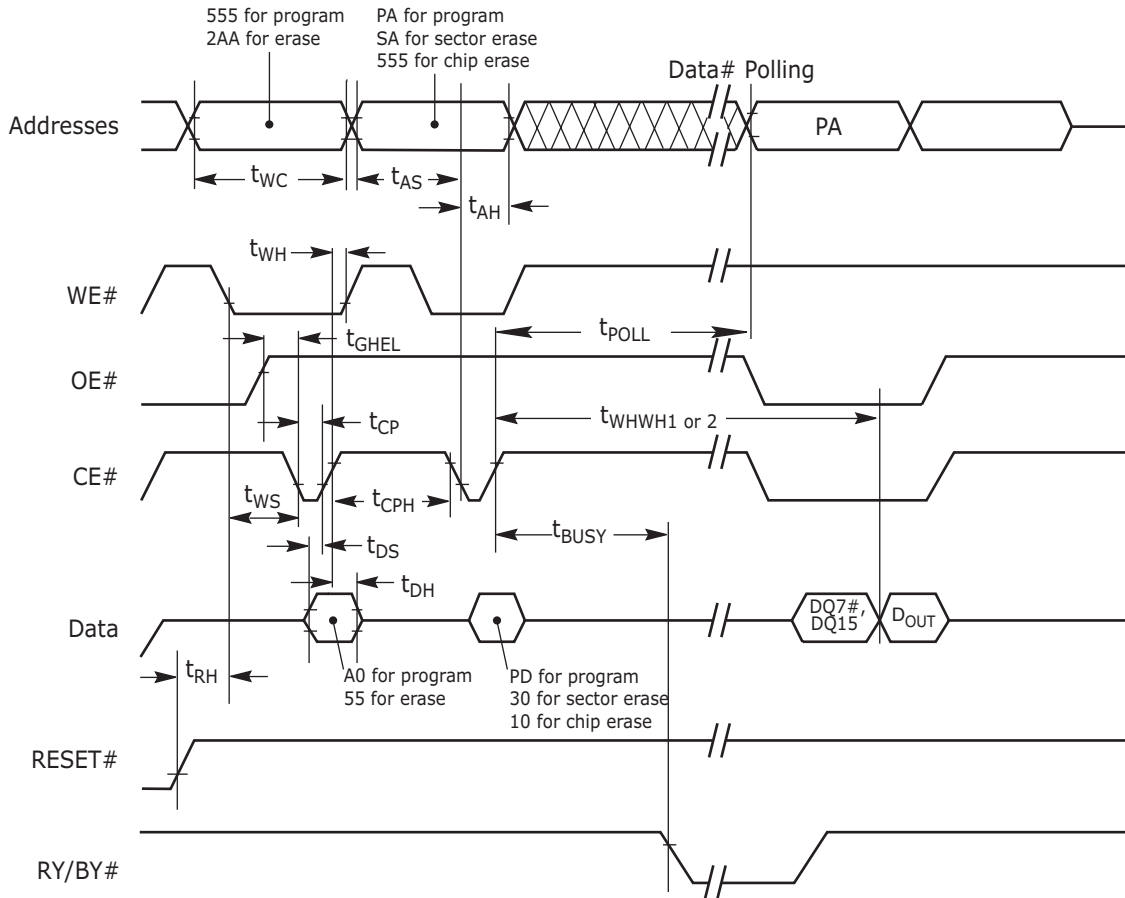 555 for program
2AA for erase
PA for program
SA for sector erase
555 for chip erase
Data# Polling
Addresses
PA
tWC
tAS
tAH
tWH
WE#
tGHEL
tPOLL
OE#
tCP
tWHWH1 or 2
CE#
tWS
tCPH
tBUSY
tDS
tDH
Data
DQ7#,
DQ15
DOUT
tRH
A0 for program
55 for erase
PD for program
30 for sector erase
10 for chip erase
RESET#
RY/BY#